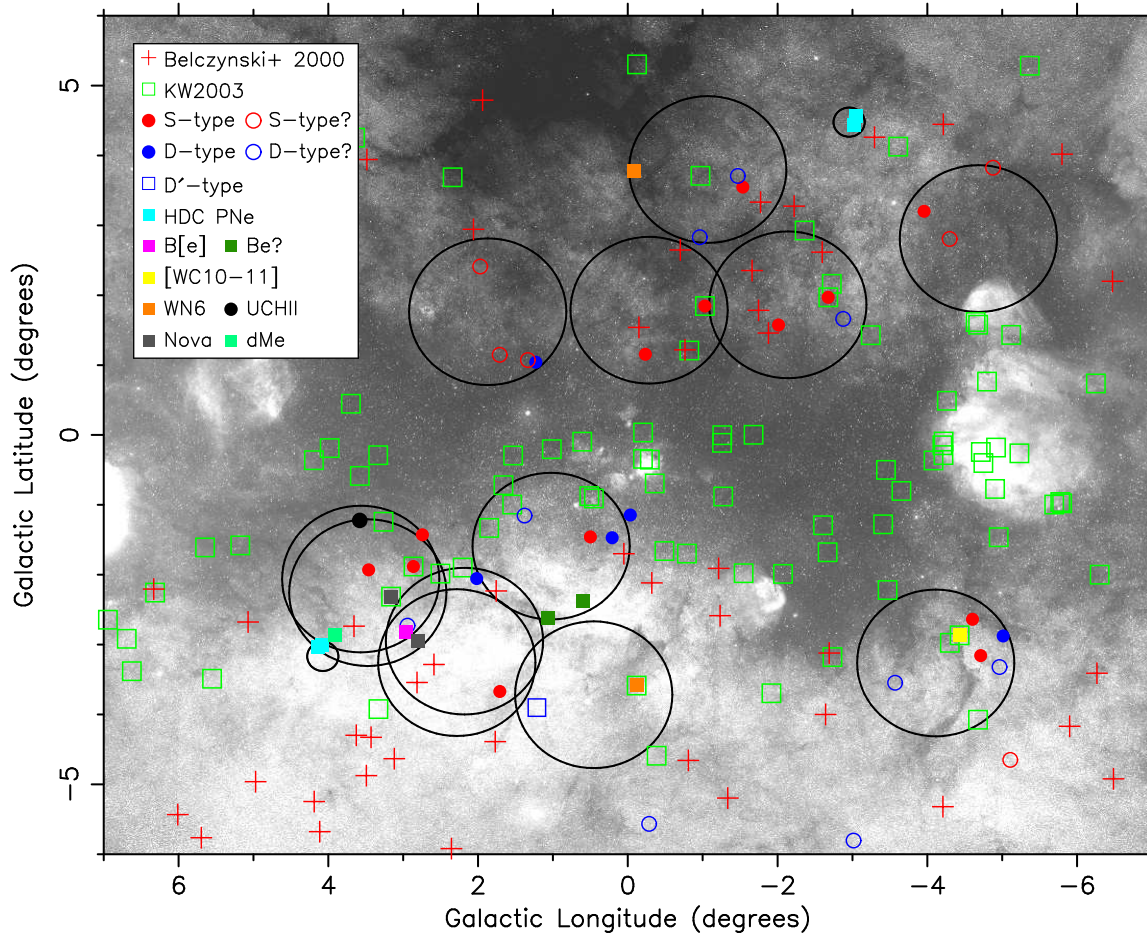 5
0
−5
Galactic Latitude (degrees)
Belczynski+ 2000
KW2003
S−type S−type?
D−type D−type?
D′−type
HDC PNe
B[e] Be?
[WC10−11]
WN6 UCHII
Nova dMe
6 4 2 0 −2 −4 −6
Galactic Longitude (degrees)